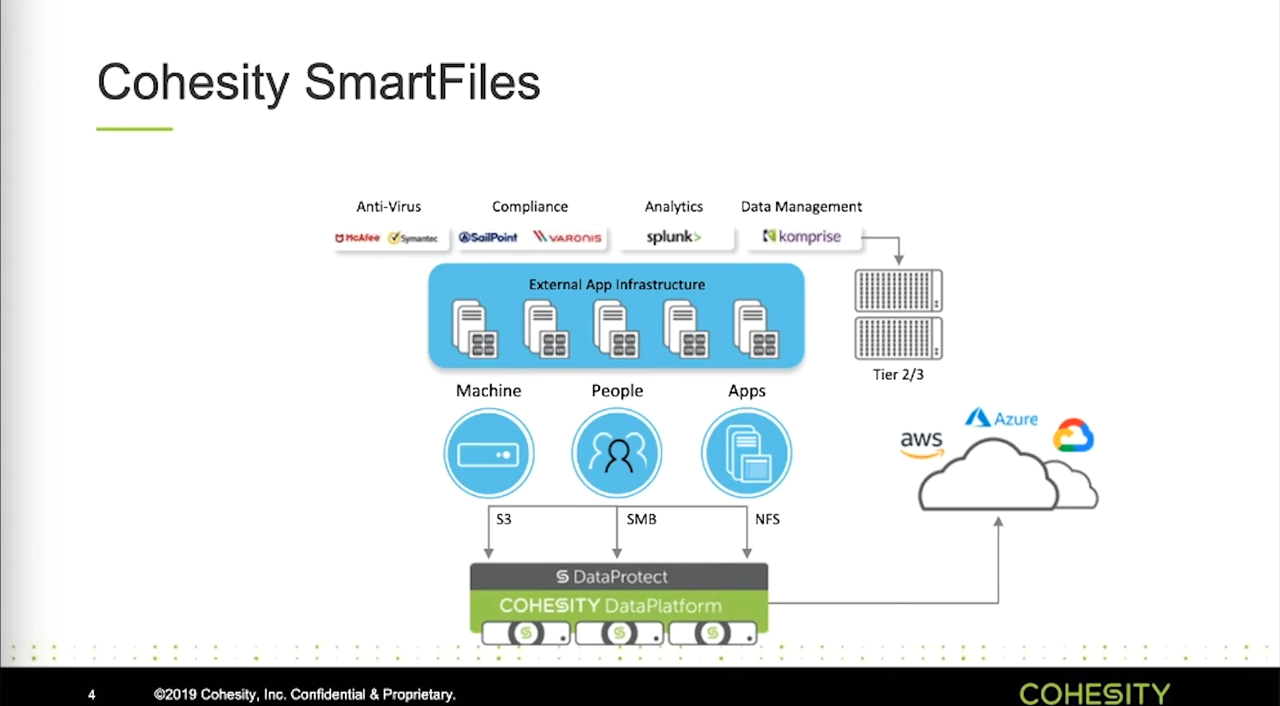 Cohesity SmartFiles
Anti-Virus
Compliance
Analytics
Data Management
McAfee
Symantec
SailPoint
VARONIS
splunk>
komprise
External App Infrastructure
Tier 2/3
Machine
People
Apps
aws
Azure
S3
SMB
NFS
DataProtect
COHESITY DataPlatform
4
©2019 Cohesity, Inc. Confidential & Proprietary.
COHESITY